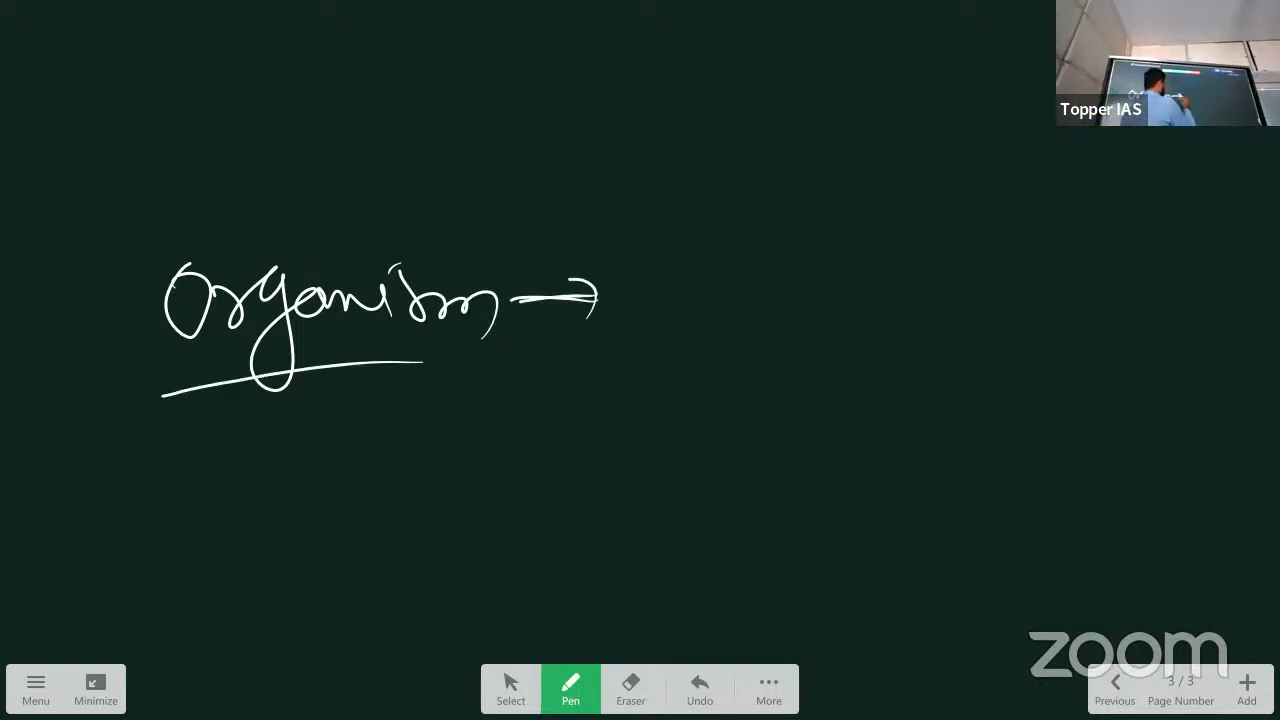 Topper IAS
Organism →
zoom
Menu Minimize Select Pen Eraser Undo More Previous 3 / 3 Page Number Add